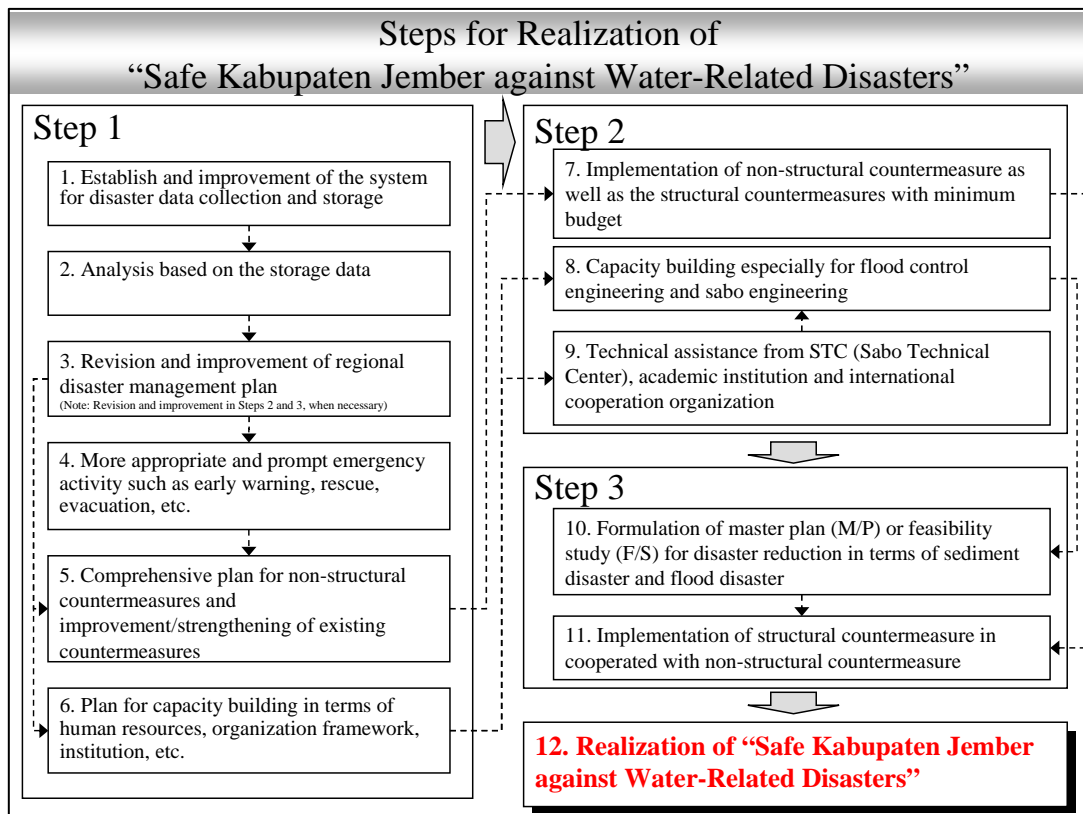 Steps for Realization of
“Safe Kabupaten Jember against Water-Related Disasters”
Step 1
1. Establish and improvement of the system
for disaster data collection and storage
2. Analysis based on the storage data
3. Revision and improvement of regional
disaster management plan
(Note: Revision and improvement in Steps 2 and 3, when necessary)
4. More appropriate and prompt emergency
activity such as early warning, rescue,
evacuation, etc.
5. Comprehensive plan for non-structural
countermeasures and
improvement/strengthening of existing
countermeasures
6. Plan for capacity building in terms of
human resources, organization framework,
institution, etc.
Step 2
7. Implementation of non-structural countermeasure as
well as the structural countermeasures with minimum
budget
8. Capacity building especially for flood control
engineering and sabo engineering
9. Technical assistance from STC (Sabo Technical
Center), academic institution and international
cooperation organization
Step 3
10. Formulation of master plan (M/P) or feasibility
study (F/S) for disaster reduction in terms of sediment
disaster and flood disaster
11. Implementation of structural countermeasure in
cooperated with non-structural countermeasure
12. Realization of “Safe Kabupaten Jember
against Water-Related Disasters”